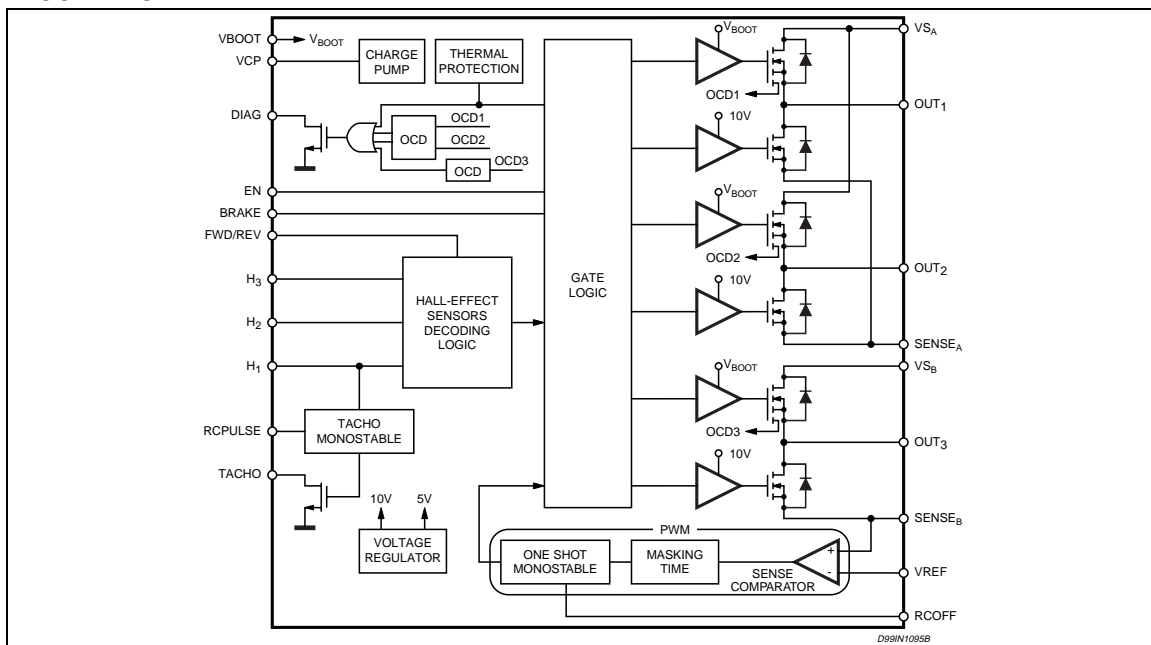 VBOOT
VBOOT
VCP
CHARGE
PUMP
THERMAL
PROTECTION
DIAG
OCD
OCD1
OCD2
OCD
OCD3
EN
BRAKE
FWD/REV
H3
H2
H1
HALL-EFFECT
SENSORS
DECODING
LOGIC
RCPULSE
TACHO
MONOSTABLE
TACHO
10V
5V
VOLTAGE
REGULATOR
GATE
LOGIC
VBOOT
OCD1
10V
VBOOT
OCD2
10V
VBOOT
OCD3
10V
PWM
ONE SHOT
MONOSTABLE
MASKING
TIME
SENSE
COMPARATOR
+
-
VSA
OUT1
OUT2
SENSEA
VSB
OUT3
SENSEB
VREF
RCOFF
D99IN1095B